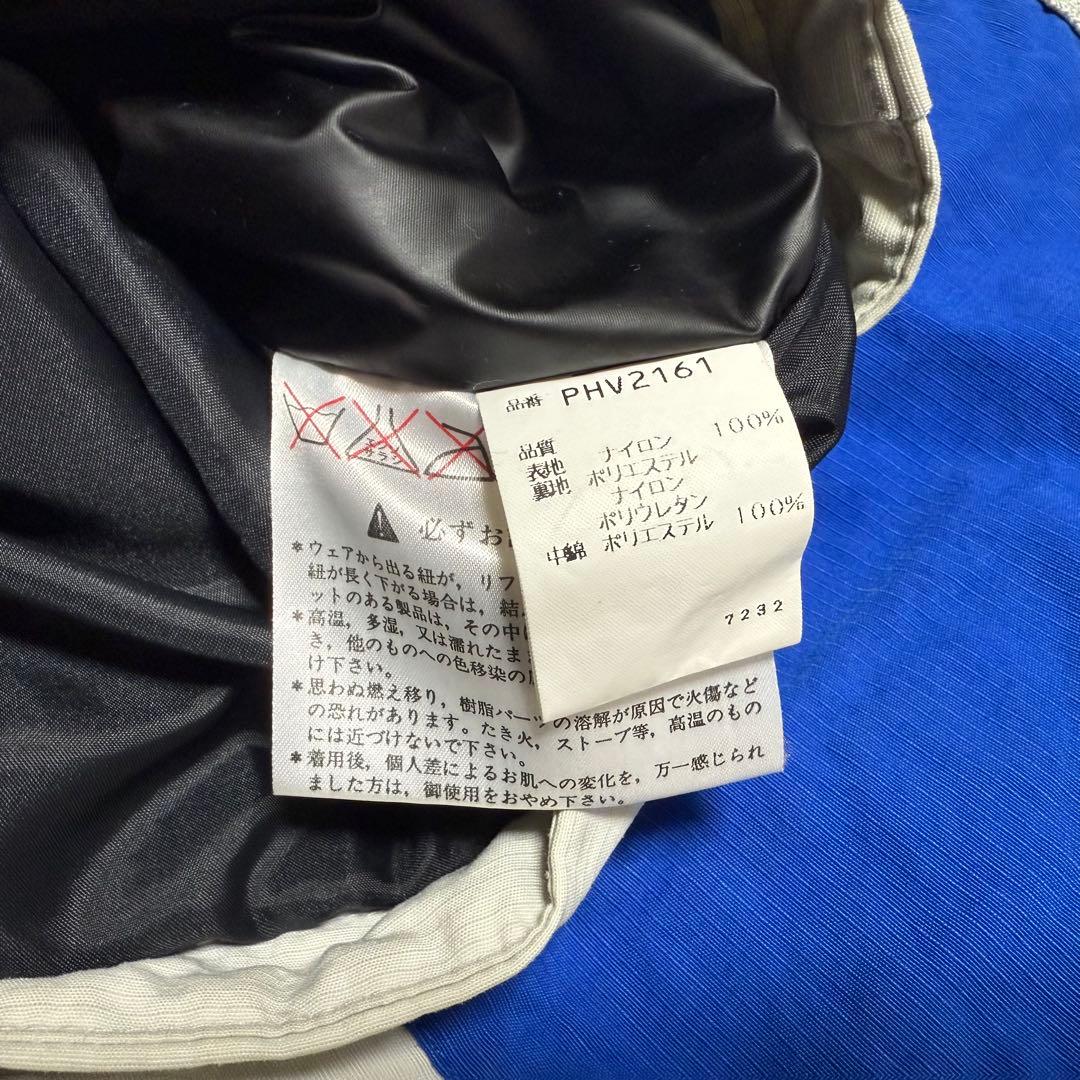 品番 PHV2161
品質
表地 ナイロン 100%
裏地 ポリエステル
ナイロン
ポリウレタン
中綿 ポリエステル 100%
7232
エンソ
サラシ
必ずお
*ウェアから出る紐が，リフ
紐が長く下がる場合は，結
ットのある製品は，その中
*高温，多湿，又は濡れたまま
き，他のものへの色移染の
け下さい。
*思わぬ燃え移り，樹脂パーツの溶解が原因で火傷など
の恐れがあります。たき火，ストーブ等，高温のもの
には近づけないで下さい。
*着用後，個人差によるお肌への変化を，万一感じられ
ました方は，御使用をおやめ下さい。